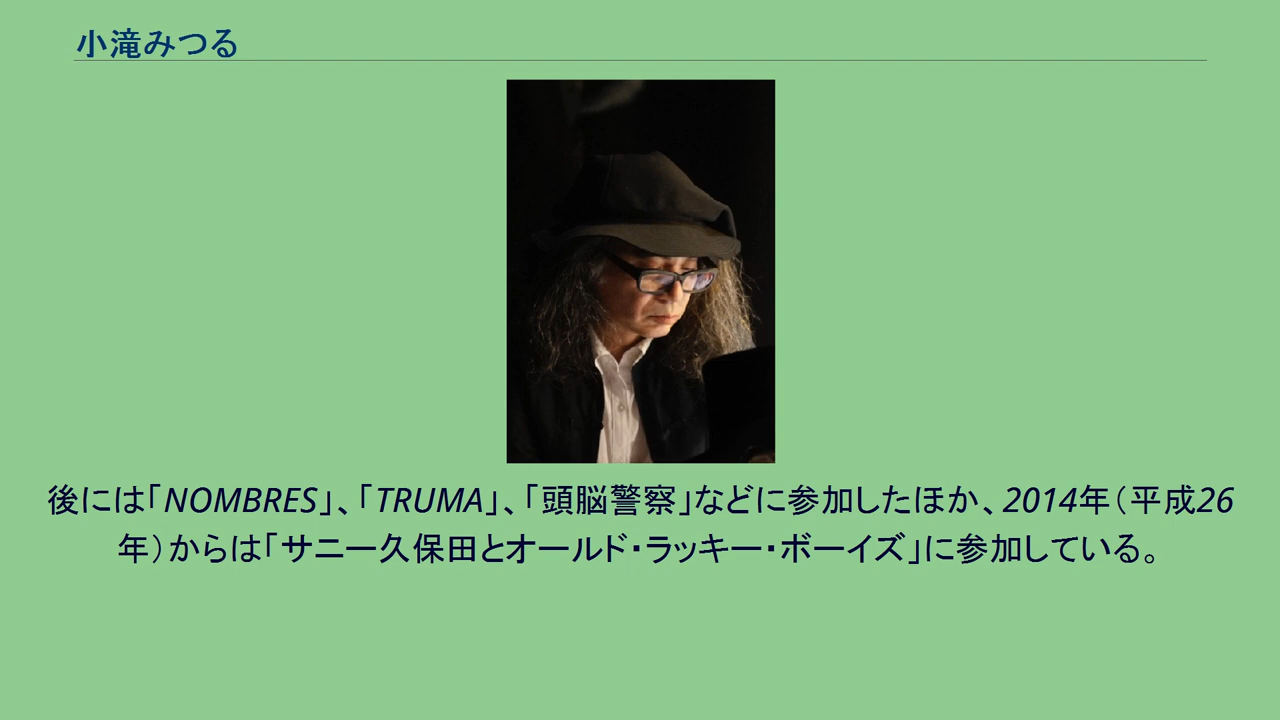 小滝みつる
後には「NOMBRES」、「TRUMA」、「頭脳警察」などに参加したほか、2014年（平成26
年）からは「サニー久保田とオールド・ラッキー・ボーイズ」に参加している。